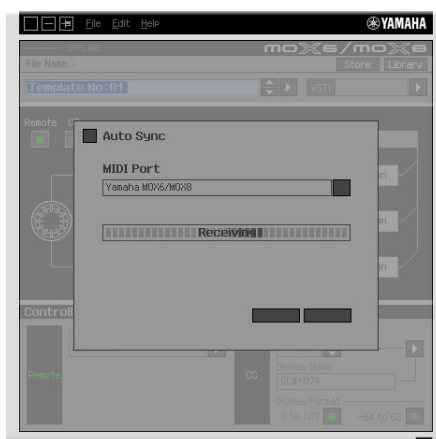 File Edit Help
YAMAHA
OFFLINE
MOX6/MOX8
File Name
Store Library
Template No:01
VSTi
Remote
Auto Sync
MIDI Port
Yamaha MOX6/MOX8
Receiving
Control
Remote
CC
Display Name
CC#=B74
Display Format
0 to 127
-64 to 63